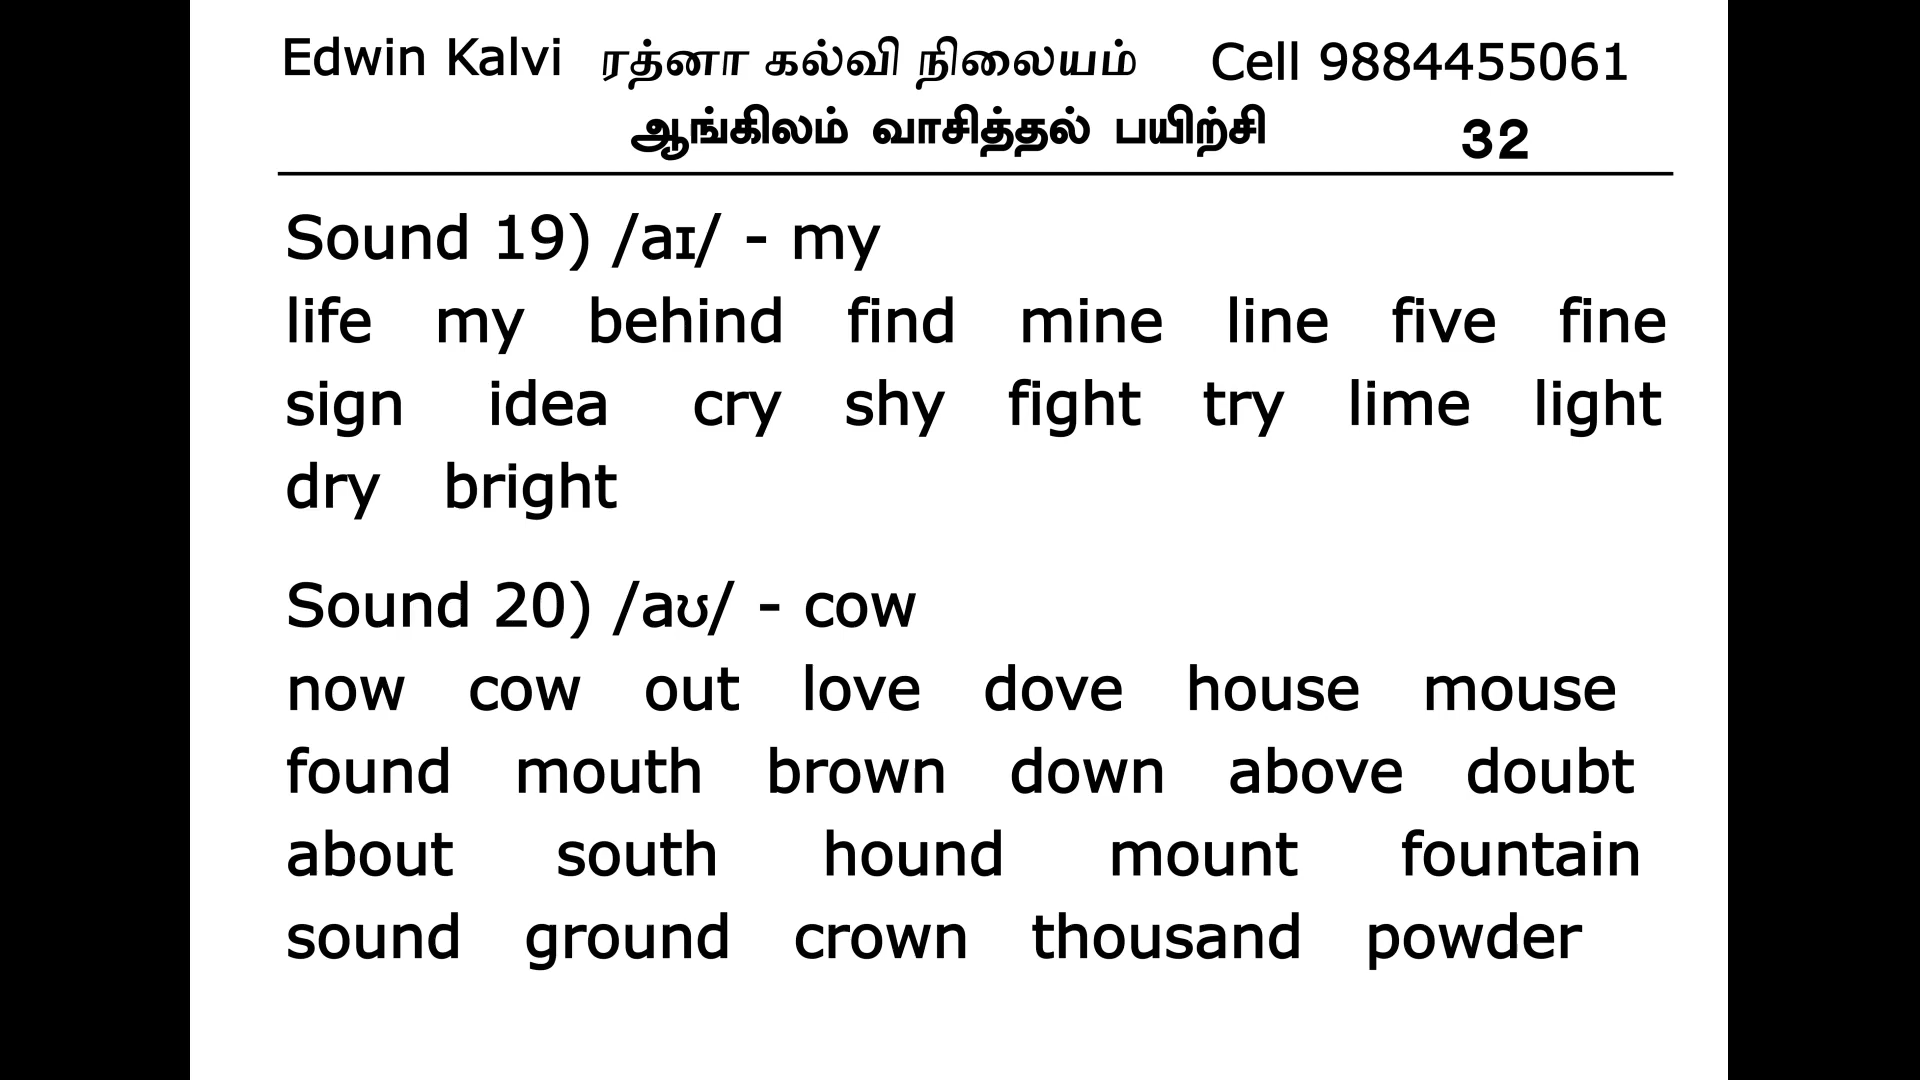 Edwin Kalvi ரத்னா கல்வி நிலையம் Cell 9884455061
ஆங்கிலம் வாசித்தல் பயிற்சி 32
Sound 19) /aɪ/ - my
life my behind find mine line five fine
sign idea cry shy fight try lime light
dry bright
Sound 20) /aʊ/ - cow
now cow out love dove house mouse
found mouth brown down above doubt
about south hound mount fountain
sound ground crown thousand powder